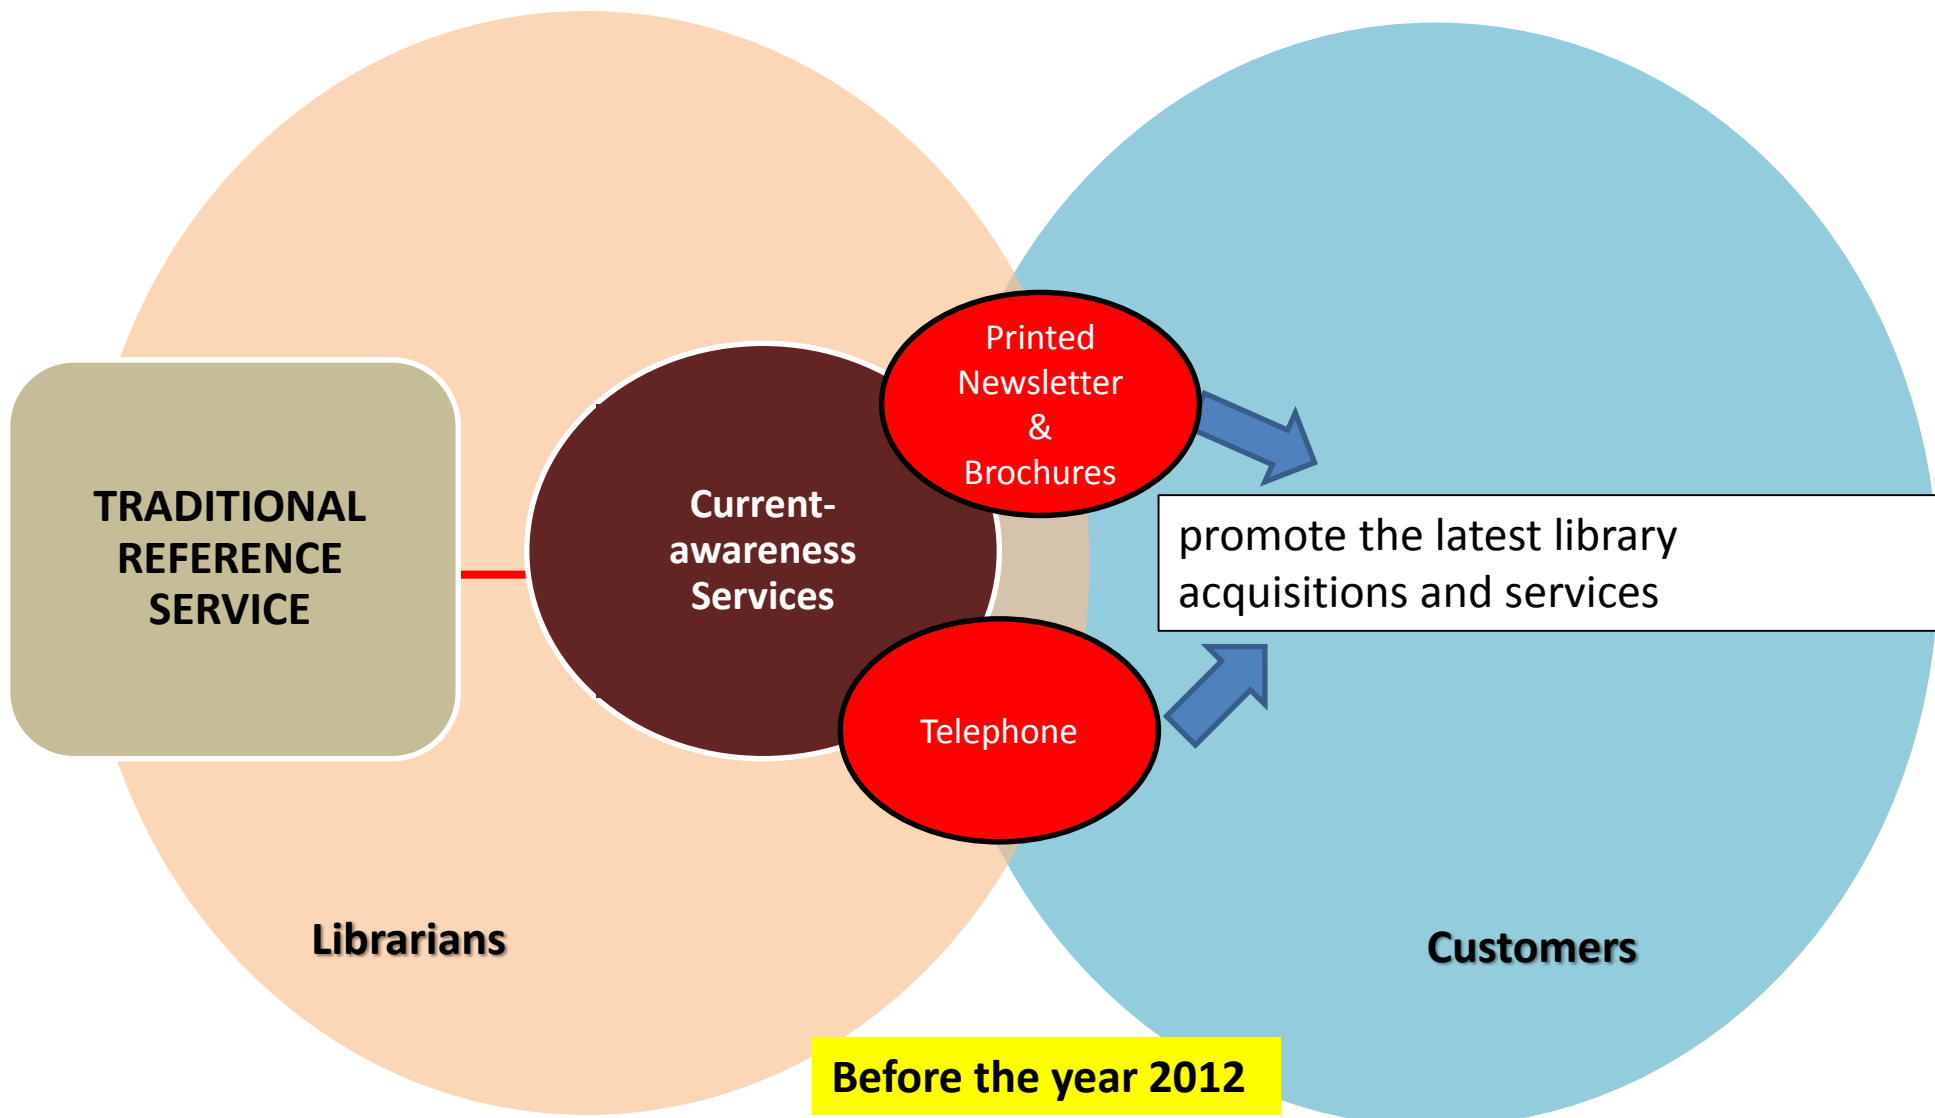 Printed
Newsletter
&
Brochures
TRADITIONAL
REFERENCE
SERVICE
Current-
awareness
Services
promote the latest library
acquisitions and services
Telephone
Librarians
Customers
Before the year 2012